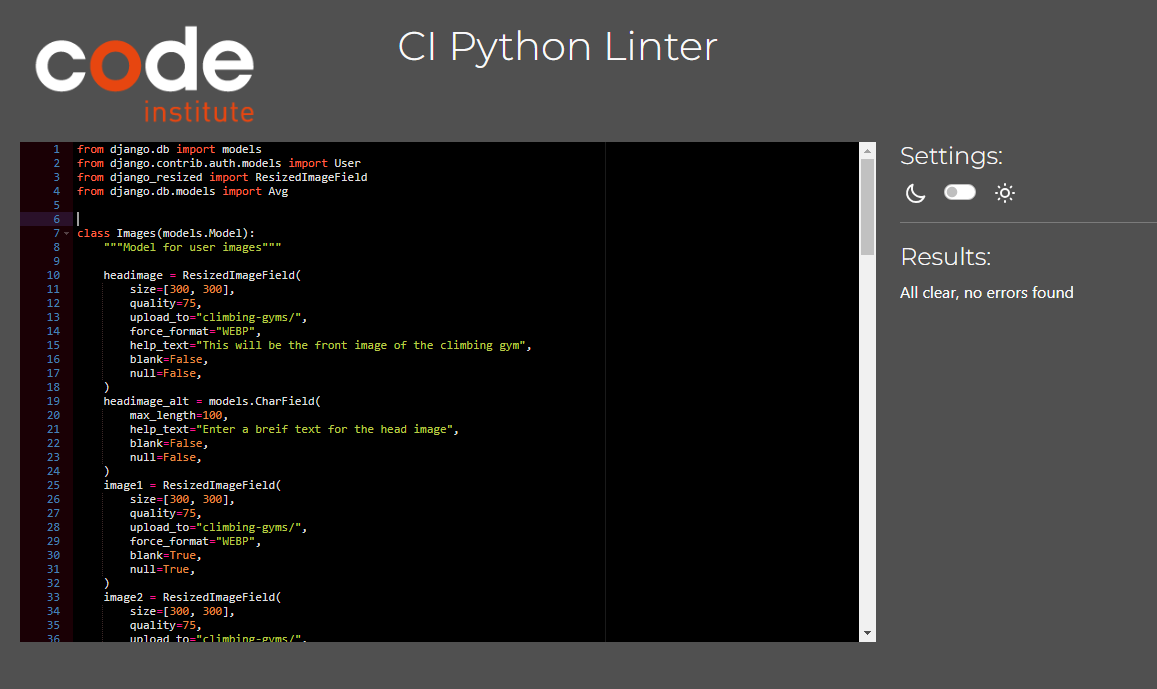 code
institute
CI Python Linter
1 from django.db import models
2 from django.contrib.auth.models import User
3 from django_resized import ResizedImageField
4 from django.db.models import Avg
5
6
7 class Images(models.Model):
8 """Model for user images"""
9
10 headimage = ResizedImageField(
11 size=[300, 300],
12 quality=75,
13 upload_to="climbing-gyms/",
14 force_format="WEBP",
15 help_text="This will be the front image of the climbing gym",
16 blank=False,
17 null=False,
18 )
19 headimage_alt = models.CharField(
20 max_length=100,
21 help_text="Enter a breif text for the head image",
22 blank=False,
23 null=False,
24 )
25 image1 = ResizedImageField(
26 size=[300, 300],
27 quality=75,
28 upload_to="climbing-gyms/",
29 force_format="WEBP",
30 blank=True,
31 null=True,
32 )
33 image2 = ResizedImageField(
34 size=[300, 300],
35 quality=75,
36 upload_to="climbing-gyms/",
Settings:
Results:
All clear, no errors found